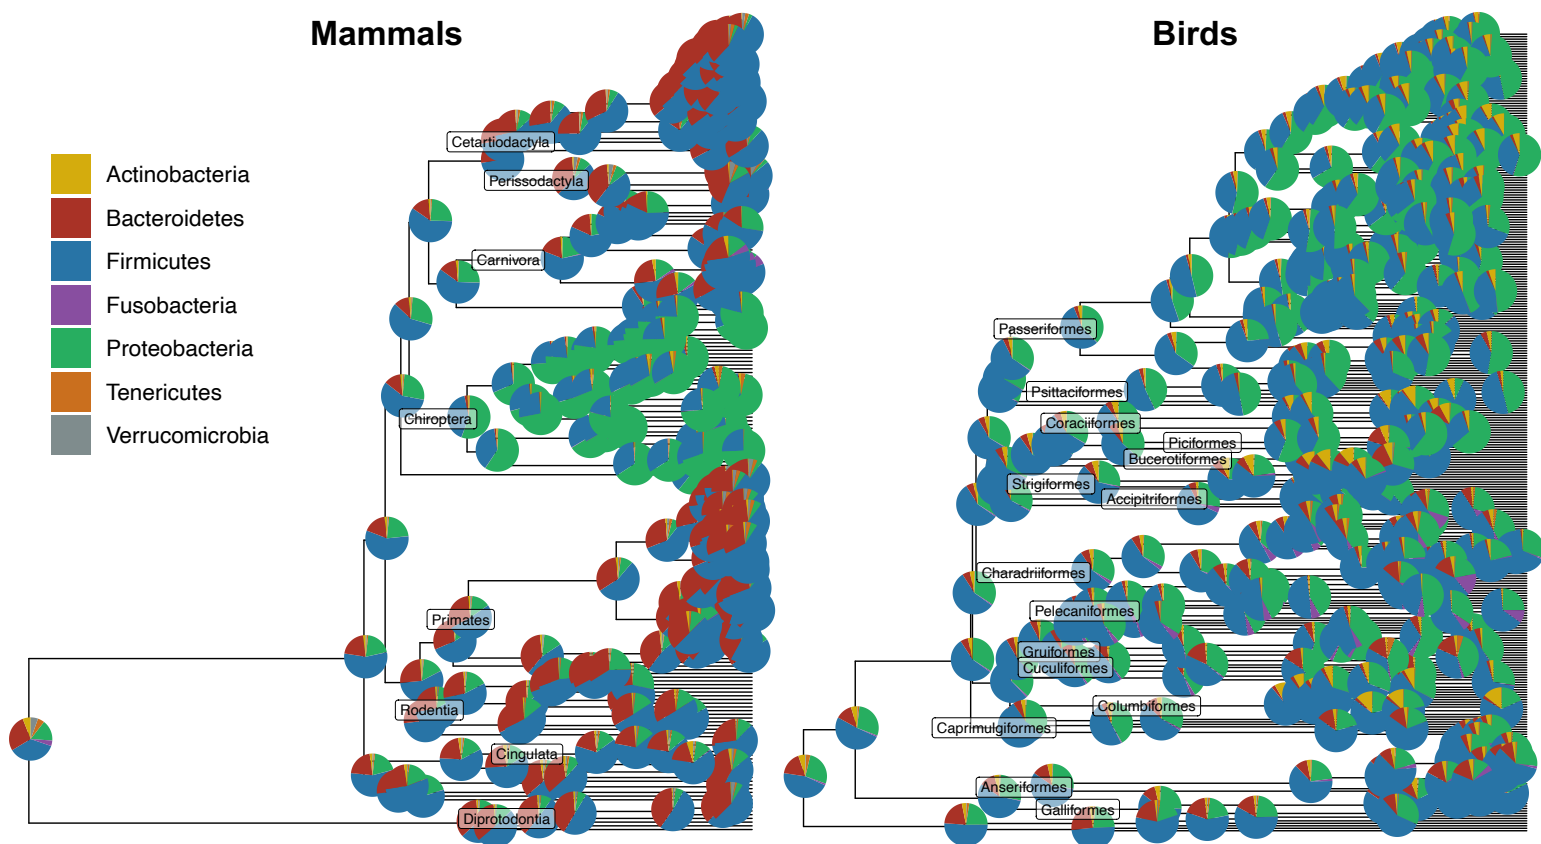 Mammals
Birds
Actinobacteria
Bacteroidetes
Firmicutes
Fusobacteria
Proteobacteria
Tenericutes
Verrucomicrobia
Cetartiodactyla
Perissodactyla
Carnivora
Chiroptera
Primates
Rodentia
Cingulata
Diprotodontia
Passeriformes
Psittaciformes
Coraciiformes
Piciformes
Bucerotiformes
Strigiformes
Accipitriformes
Charadriiformes
Pelecaniformes
Gruiformes
Cuculiformes
Columbiformes
Caprimulgiformes
Anseriformes
Galliformes